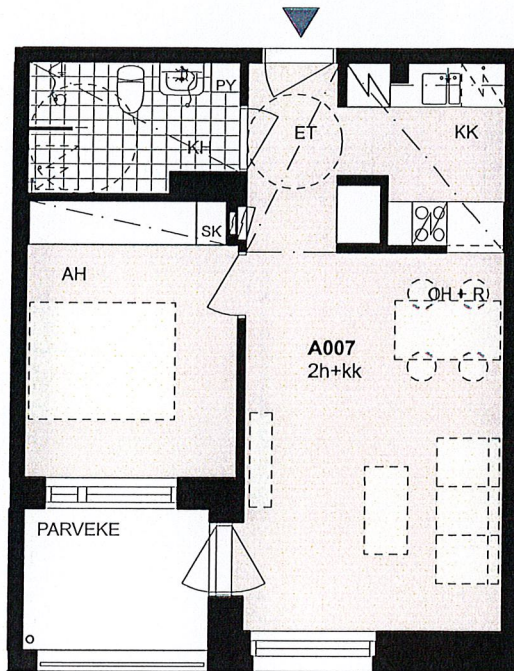 PY
KH
ET
KK
SK
AH
OH + R
A007
2h+kk
PARVEKE